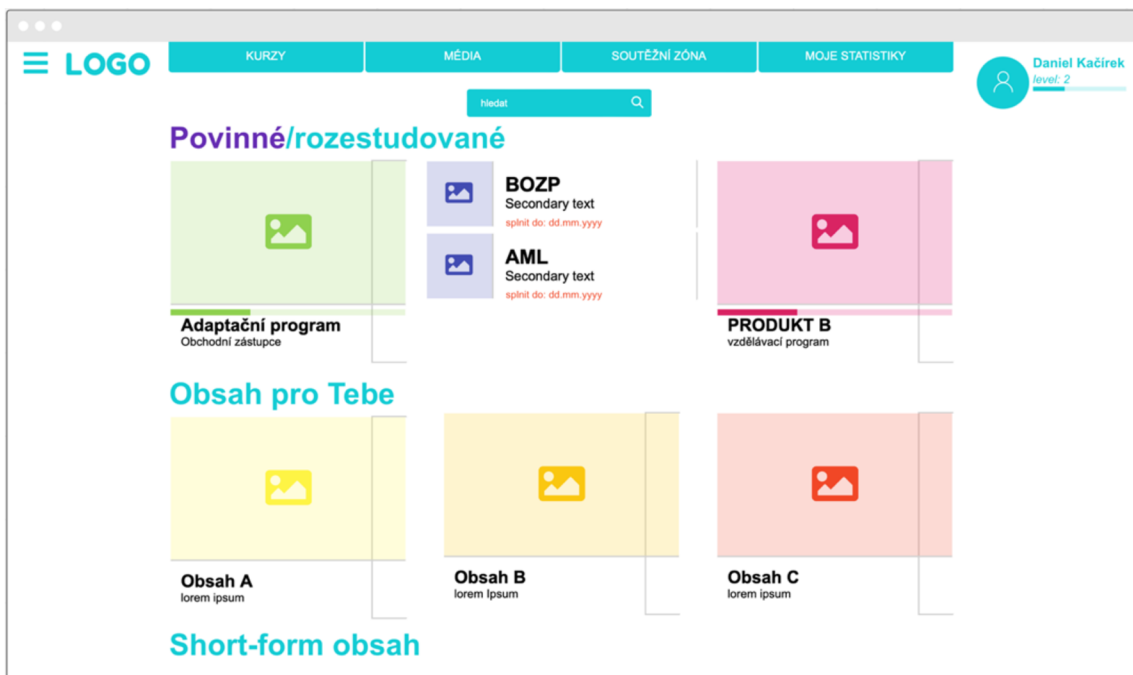 LOGO
KURZY
MÉDIA
SOUTĚŽNÍ ZÓNA
MOJE STATISTIKY
Daniel Kačírek
level: 2
hledat
Povinné/rozestudované
BOZP
Secondary text
splnit do: dd.mm.yyyy
AML
Secondary text
splnit do: dd.mm.yyyy
Adaptační program
Obchodní zástupce
PRODUKT B
vzdělávací program
Obsah pro Tebe
Obsah A
lorem ipsum
Obsah B
lorem Ipsum
Obsah C
lorem ipsum
Short-form obsah